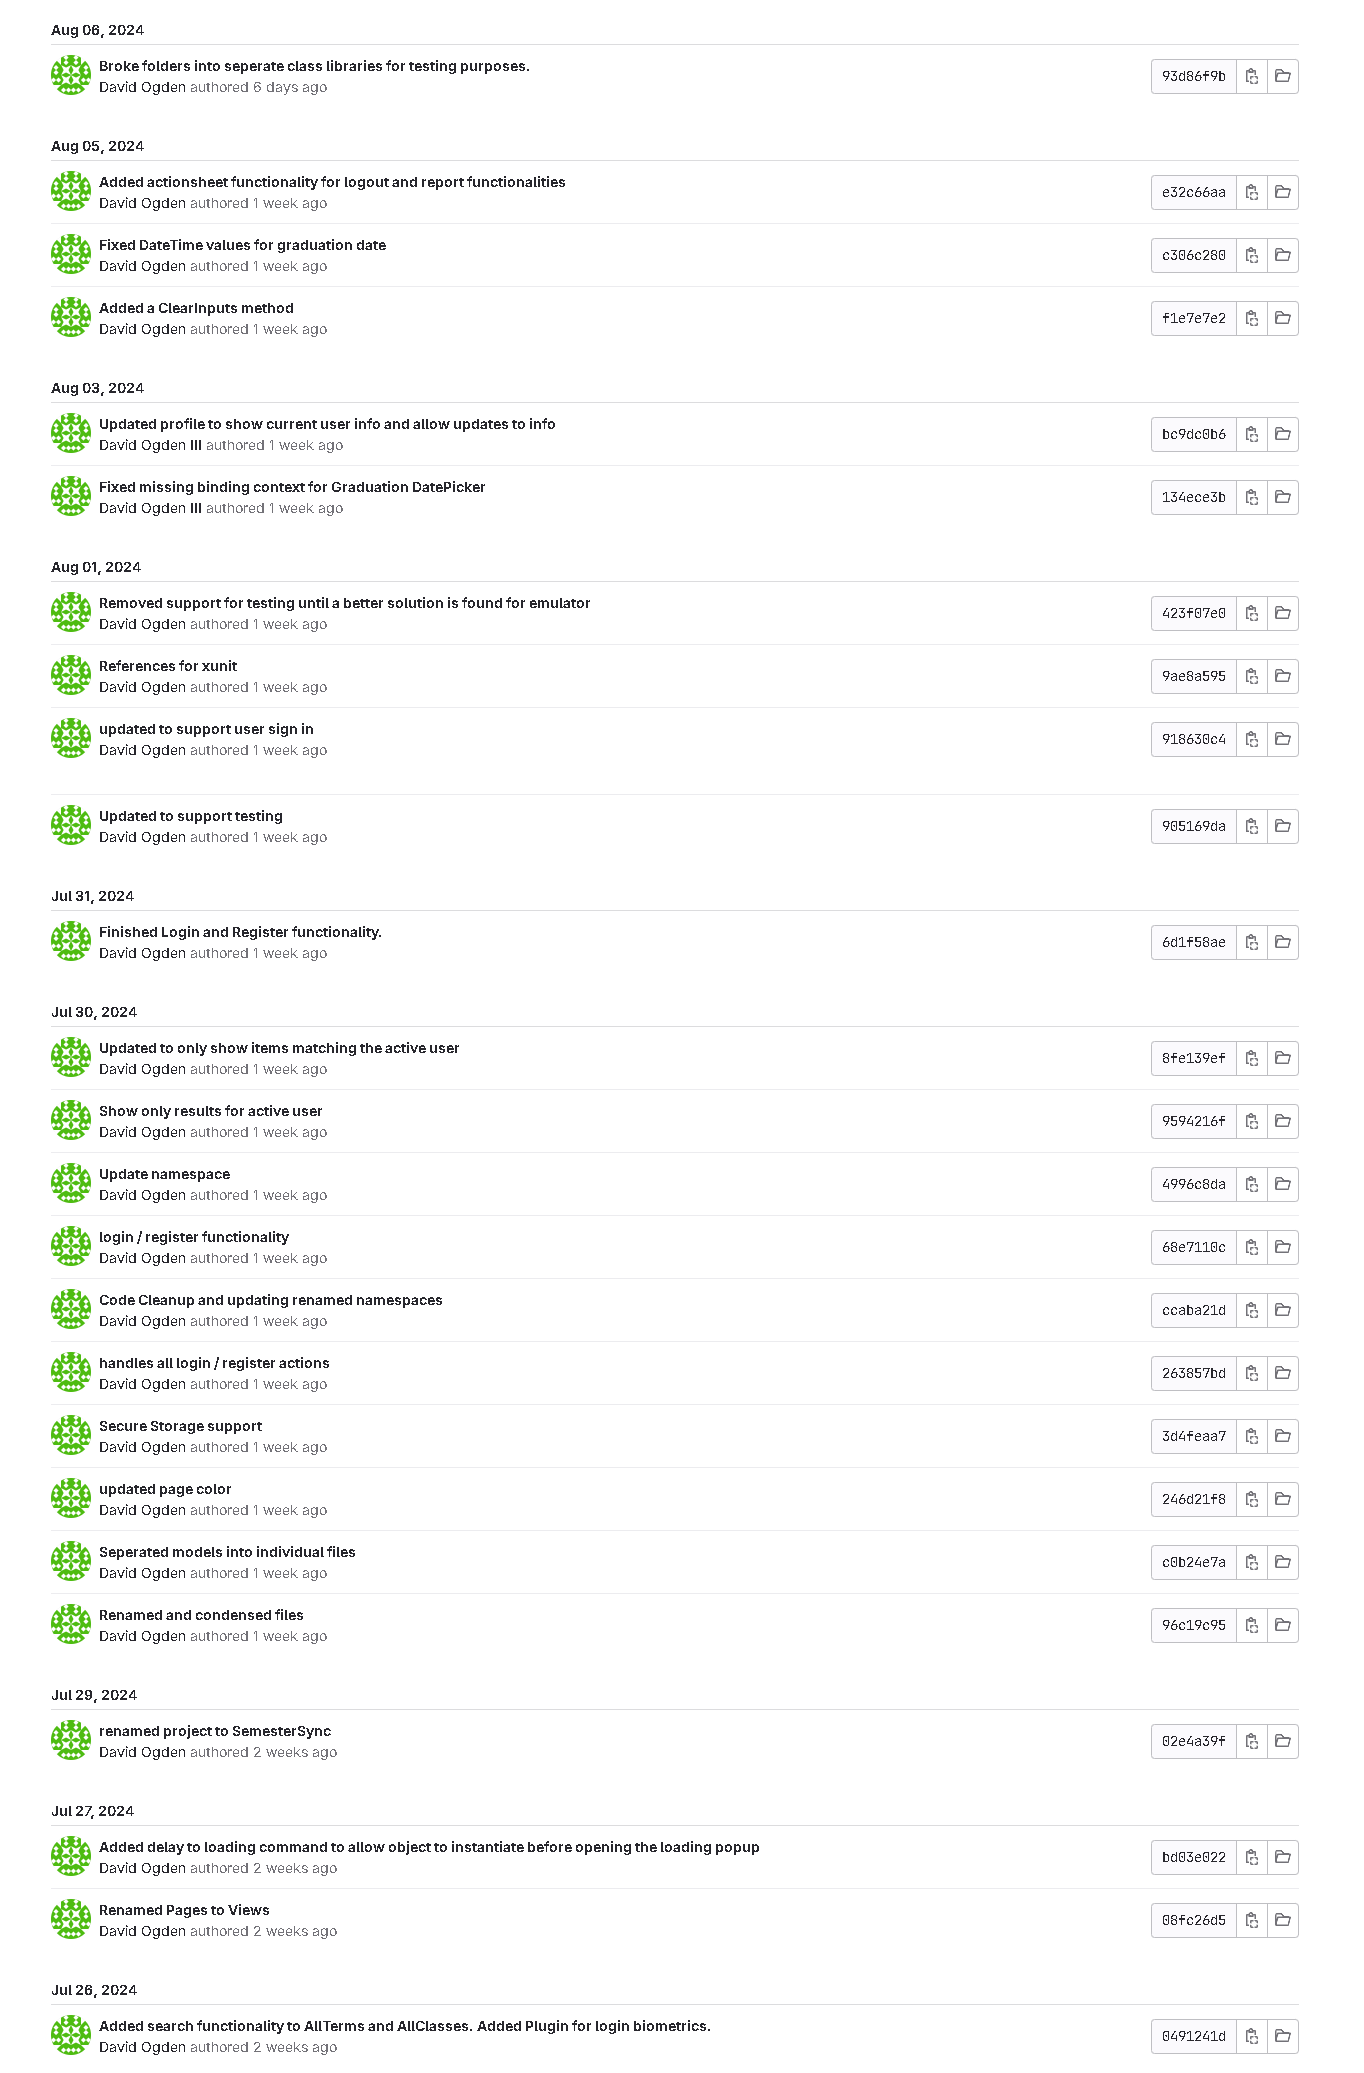 Aug 06, 2024
Broke folders into seperate class libraries for testing purposes.
David Ogden authored 6 days ago
93d86f9b
Aug 05, 2024
Added actionsheet functionality for logout and report functionalities
David Ogden authored 1 week ago
e32c66aa
Fixed DateTime values for graduation date
David Ogden authored 1 week ago
c306c280
Added a ClearInputs method
David Ogden authored 1 week ago
f1e7e7e2
Aug 03, 2024
Updated profile to show current user info and allow updates to info
David Ogden III authored 1 week ago
bc9dc0b6
Fixed missing binding context for Graduation DatePicker
David Ogden III authored 1 week ago
134ece3b
Aug 01, 2024
Removed support for testing until a better solution is found for emulator
David Ogden authored 1 week ago
423f07e0
References for xunit
David Ogden authored 1 week ago
9ae8a595
updated to support user sign in
David Ogden authored 1 week ago
918630c4
Updated to support testing
David Ogden authored 1 week ago
905169da
Jul 31, 2024
Finished Login and Register functionality.
David Ogden authored 1 week ago
6d1f58ae
Jul 30, 2024
Updated to only show items matching the active user
David Ogden authored 1 week ago
8fe139ef
Show only results for active user
David Ogden authored 1 week ago
9594216f
Update namespace
David Ogden authored 1 week ago
4996c8da
login / register functionality
David Ogden authored 1 week ago
68e7110c
Code Cleanup and updating renamed namespaces
David Ogden authored 1 week ago
ccaba21d
handles all login / register actions
David Ogden authored 1 week ago
263857bd
Secure Storage support
David Ogden authored 1 week ago
3d4feaa7
updated page color
David Ogden authored 1 week ago
246d21f8
Seperated models into individual files
David Ogden authored 1 week ago
c0b24e7a
Renamed and condensed files
David Ogden authored 1 week ago
96c19c95
Jul 29, 2024
renamed project to SemesterSync
David Ogden authored 2 weeks ago
02e4a39f
Jul 27, 2024
Added delay to loading command to allow object to instantiate before opening the loading popup
David Ogden authored 2 weeks ago
bd03e022
Renamed Pages to Views
David Ogden authored 2 weeks ago
08fc26d5
Jul 26, 2024
Added search functionality to AllTerms and AllClasses. Added Plugin for login biometrics.
David Ogden authored 2 weeks ago
0491241d